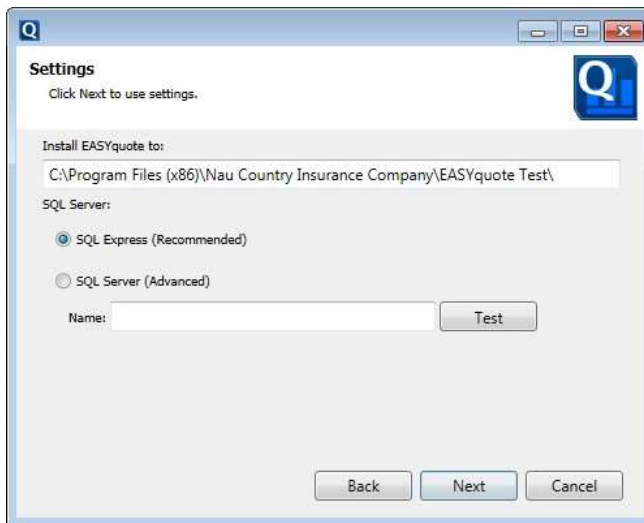 Q
Settings
Click Next to use settings.
Q
Install EASYquote to:
C:\Program Files (x86)\Nau Country Insurance Company\EASYquote Test\
SQL Server:
SQL Express (Recommended)
SQL Server (Advanced)
Name: Test
Back Next Cancel